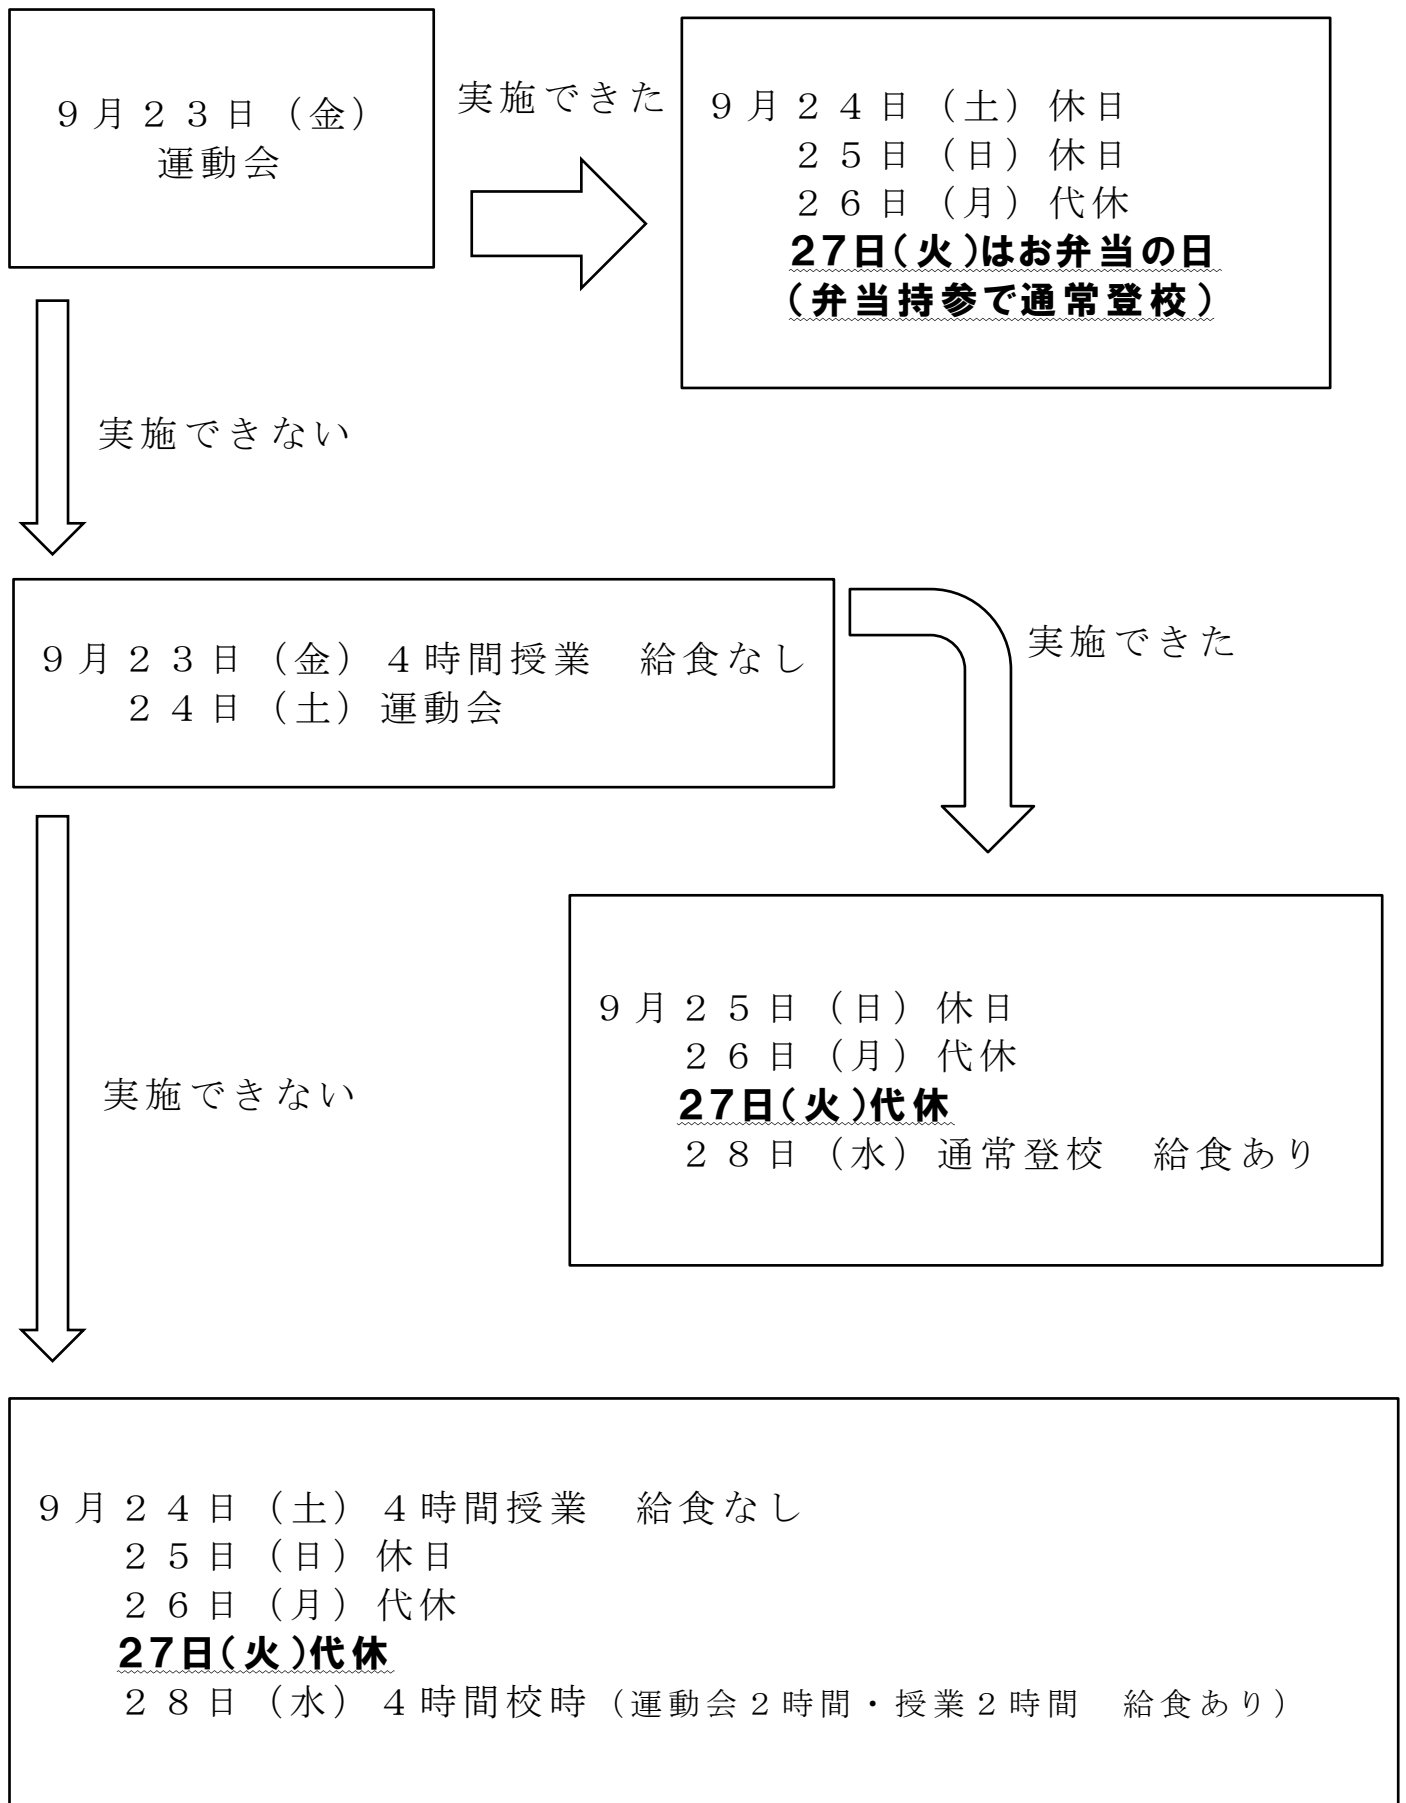 ９月２３日（金）
運動会
実施できた
９月２４日（土）休日
２５日（日）休日
２６日（月）代休
２７日（火）はお弁当の日
（弁当持参で通常登校）
実施できない
９月２３日（金）４時間授業　給食なし
２４日（土）運動会
実施できた
９月２５日（日）休日
２６日（月）代休
２７日（火）代休
２８日（水）通常登校　給食あり
実施できない
９月２４日（土）４時間授業　給食なし
２５日（日）休日
２６日（月）代休
２７日（火）代休
２８日（水）４時間校時（運動会２時間・授業２時間　給食あり）